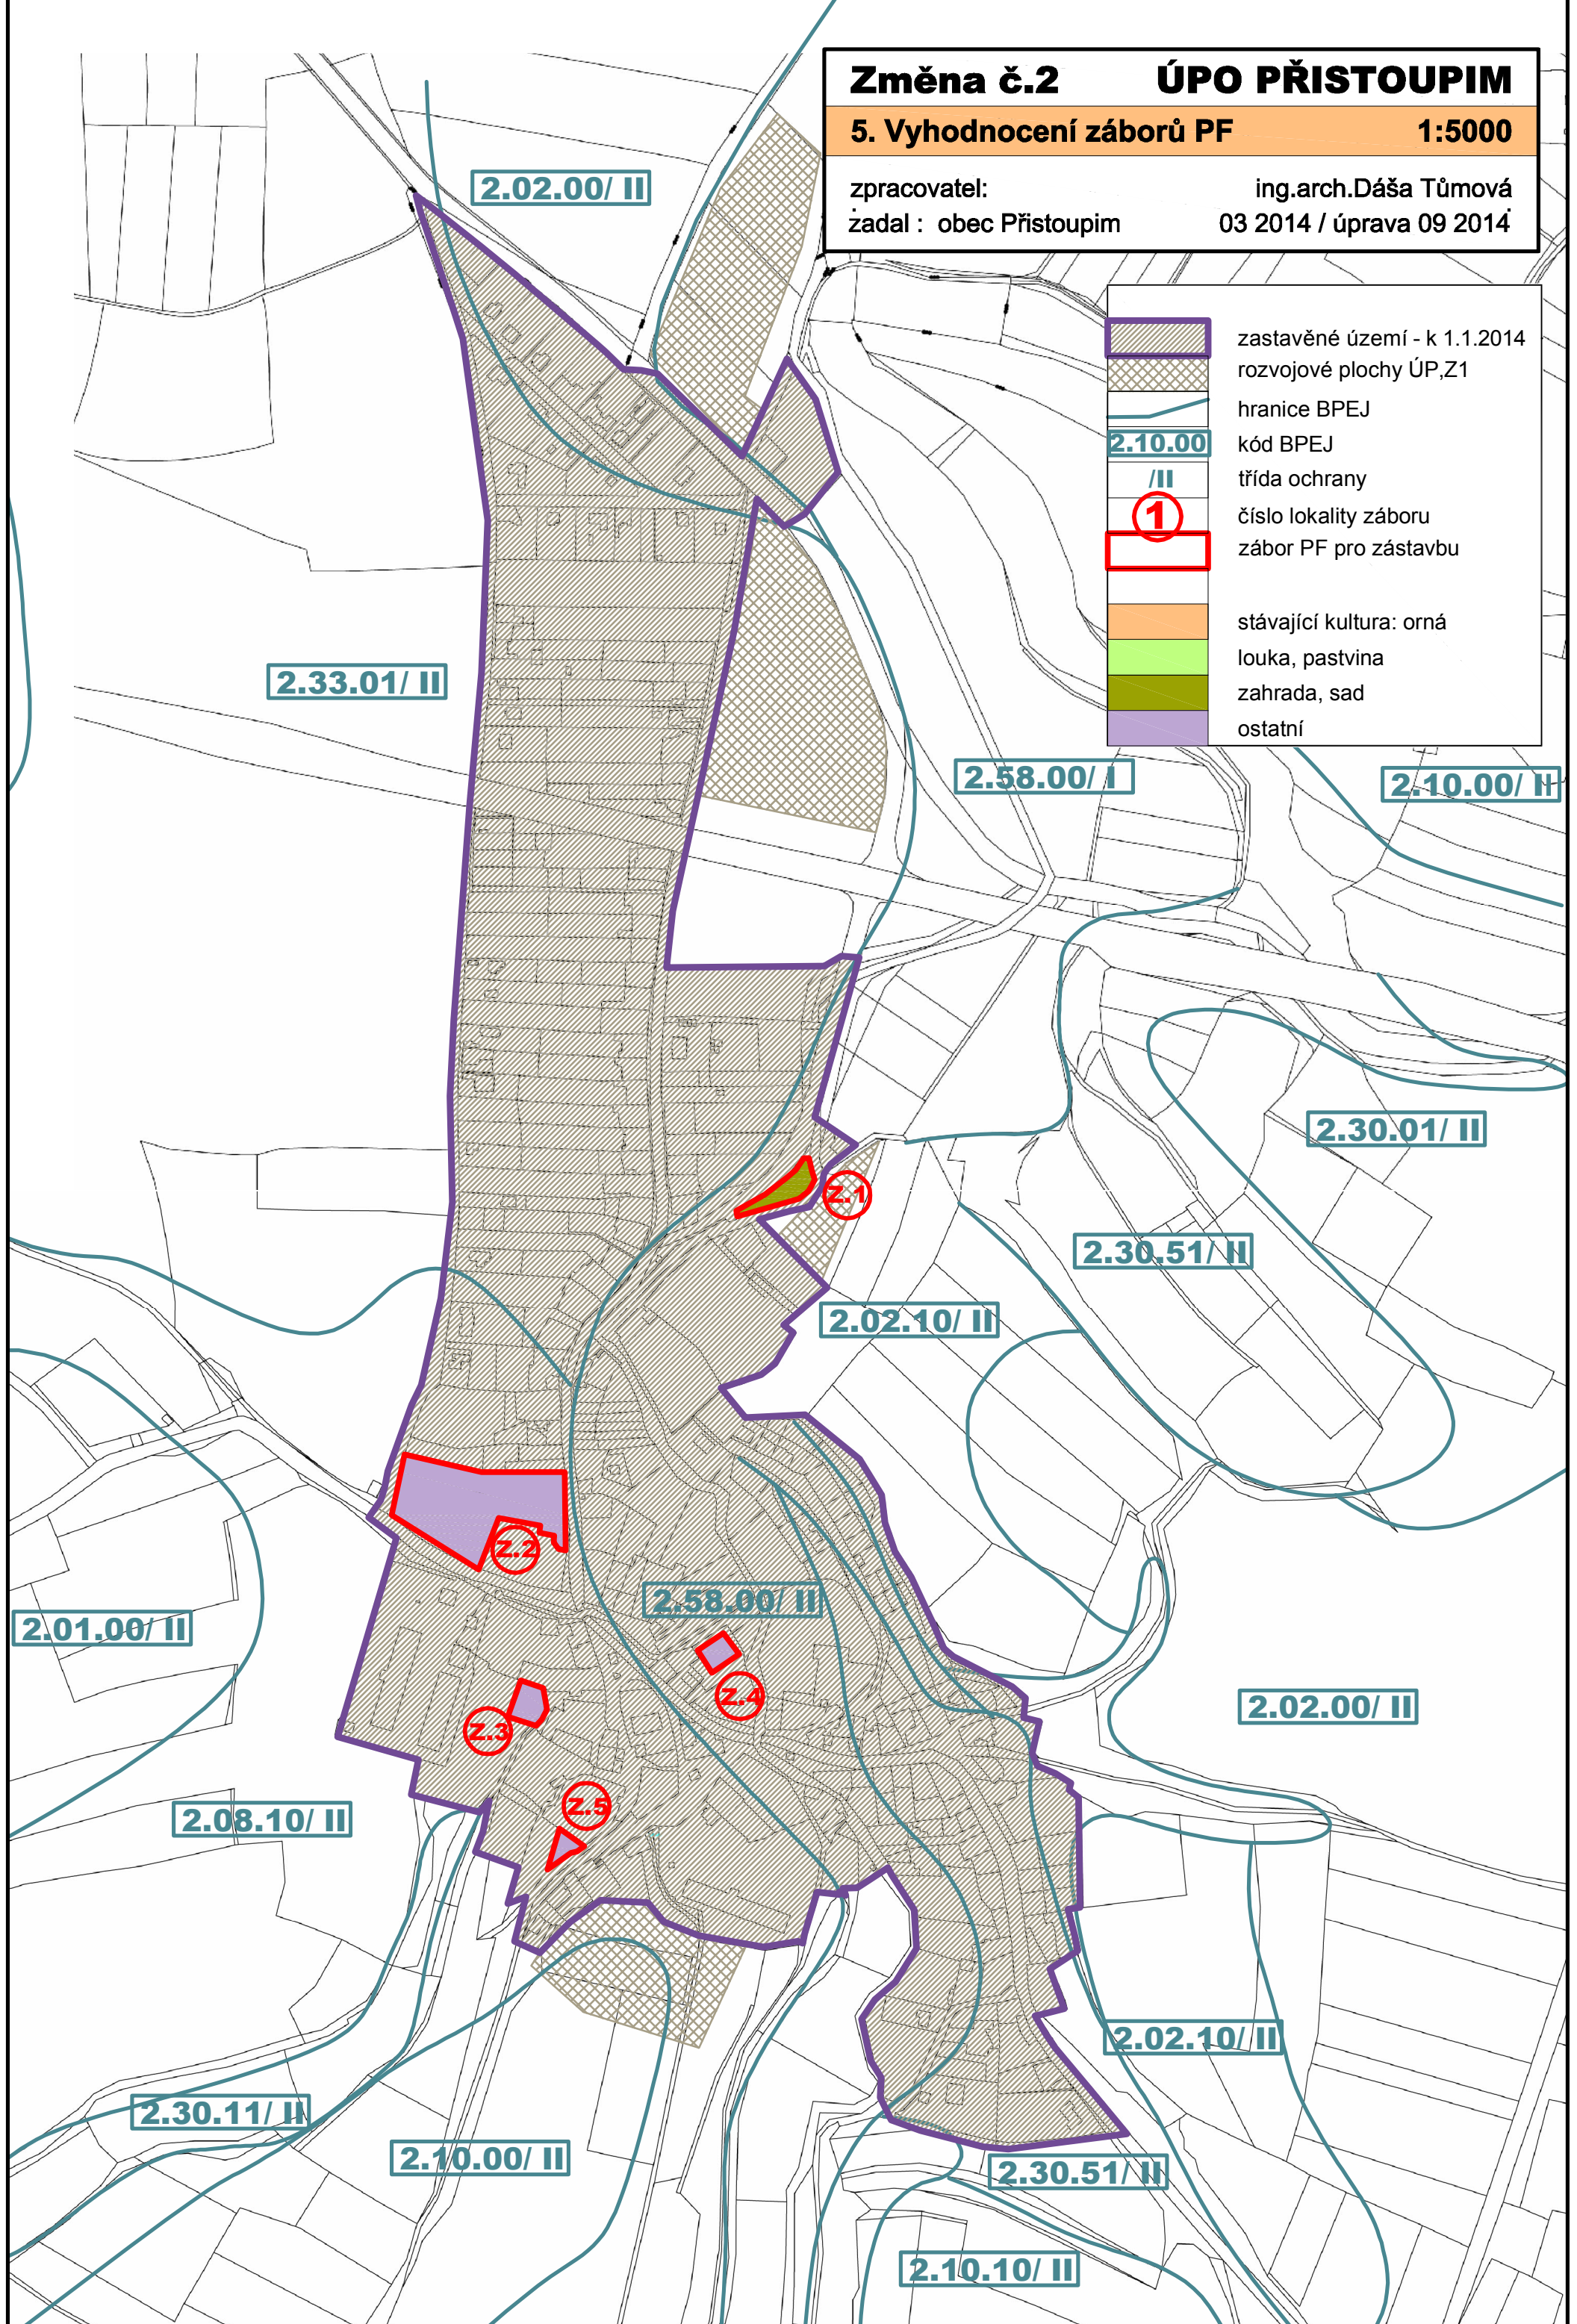 Změna č.2 ÚPO PŘISTOUPIM
5. Vyhodnocení záborů PF 1:5000
zpracovatel: ing.arch.Dáša Tůmová
zadal : obec Přistoupim 03 2014 / úprava 09 2014
zastavěné území - k 1.1.2014
rozvojové plochy ÚP,Z1
hranice BPEJ
2.10.00 kód BPEJ
/II třída ochrany
1 číslo lokality záboru
zábor PF pro zástavbu
stávající kultura: orná
louka, pastvina
zahrada, sad
ostatní
2.02.00/ II
2.33.01/ II
2.58.00/ I
2.10.00/ II
2.30.01/ II
Z.1
2.30.51/ II
2.02.10/ II
Z.2
2.58.00/ II
2.01.00/ II
Z.4
2.02.00/ II
Z.3
Z.5
2.08.10/ II
2.02.10/ II
2.30.11/ II
2.10.00/ II
2.30.51/ II
2.10.10/ II